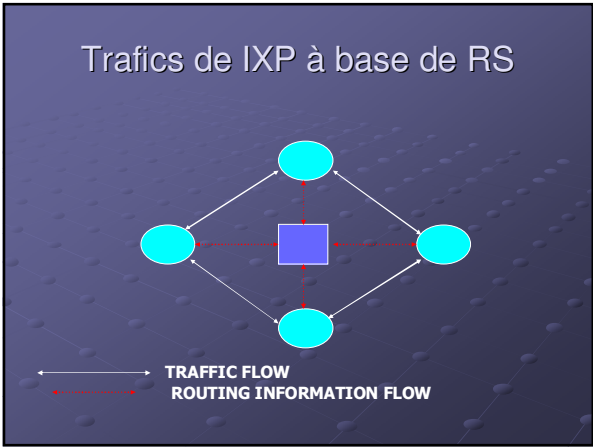 Trafics de IXP à base de RS
TRAFFIC FLOW
ROUTING INFORMATION FLOW